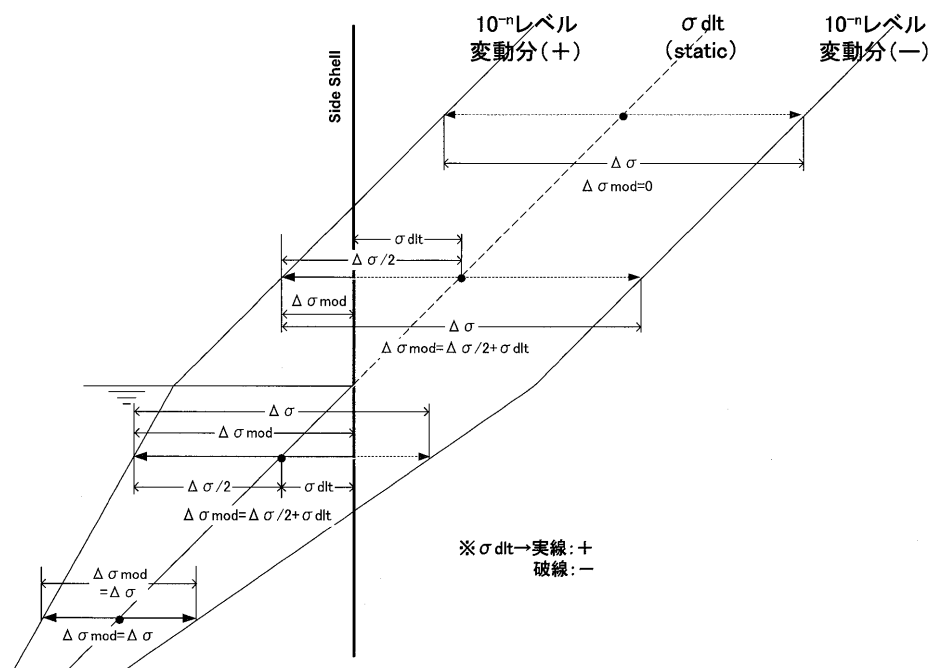 10⁻ⁿレベル
変動分(＋)
σdlt
(static)
10⁻ⁿレベル
変動分(－)
Side Shell
Δσ
Δσmod=0
σdlt
Δσ/2
Δσmod
Δσ
Δσmod=Δσ/2+σdlt
Δσ
Δσmod
Δσ/2
σdlt
Δσmod=Δσ/2+σdlt
※σdlt→実線：＋
破線：－
Δσmod
=Δσ
Δσmod=Δσ